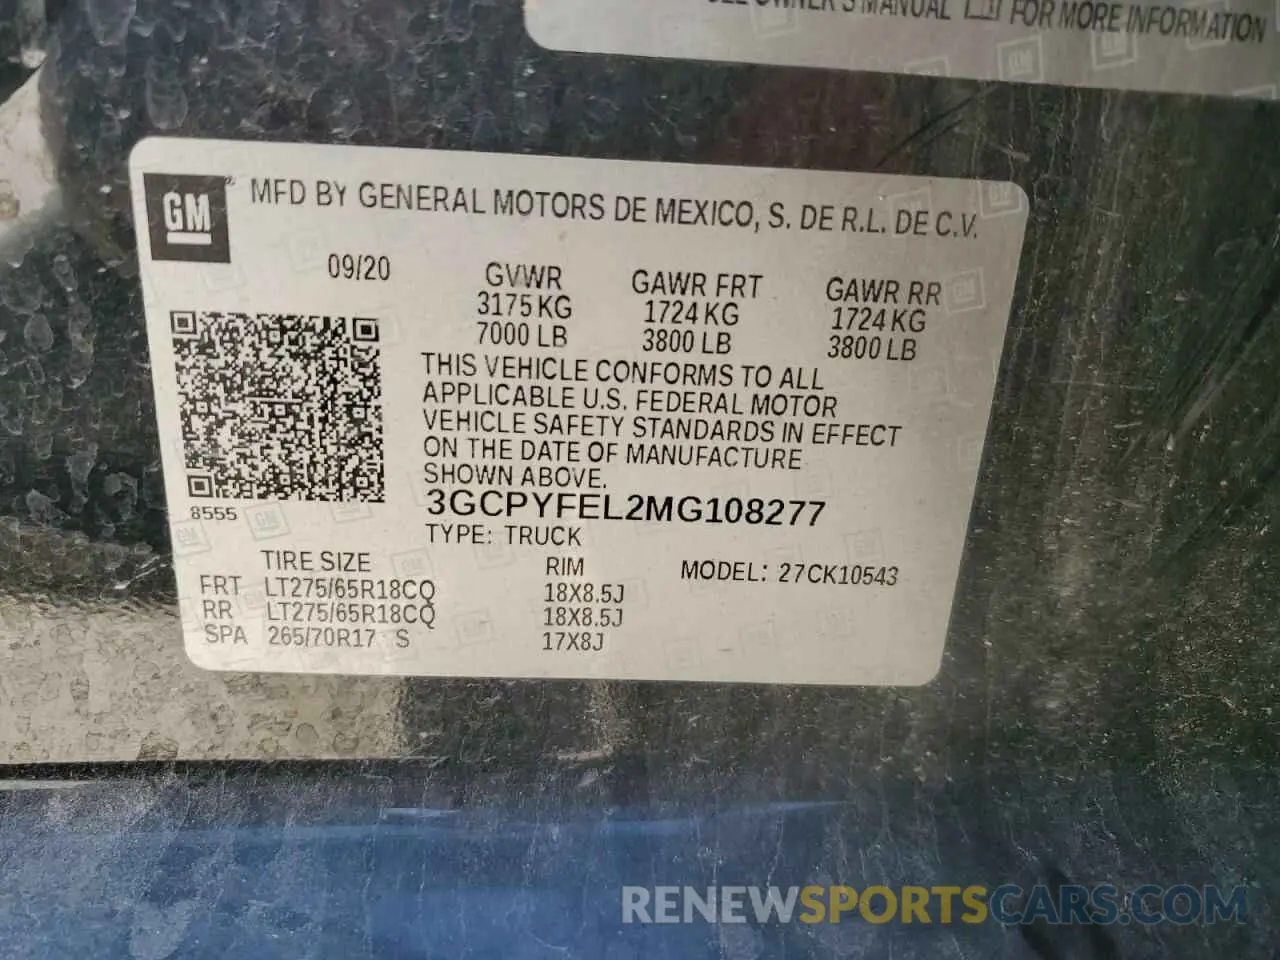 OWNER'S MANUAL FOR MORE INFORMATION
GM
MFD BY GENERAL MOTORS DE MEXICO, S. DE R.L. DE C.V.
09/20 GVWR GAWR FRT GAWR RR
3175 KG 1724 KG 1724 KG
7000 LB 3800 LB 3800 LB
THIS VEHICLE CONFORMS TO ALL
APPLICABLE U.S. FEDERAL MOTOR
VEHICLE SAFETY STANDARDS IN EFFECT
ON THE DATE OF MANUFACTURE
SHOWN ABOVE.
3GCPYFEL2MG108277
8555
TYPE: TRUCK
TIRE SIZE RIM MODEL: 27CK10543
FRT LT275/65R18CQ 18X8.5J
RR LT275/65R18CQ 18X8.5J
SPA 265/70R17 S 17X8J
RENEWSPORTSCARS.COM